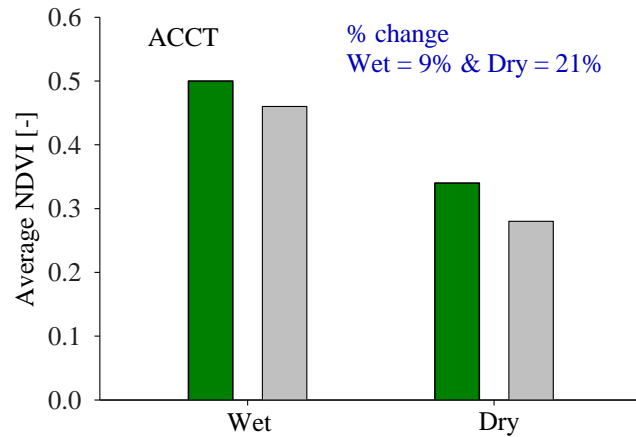 ACCT
% change
Wet = 9% & Dry = 21%
Average NDVI [-]
0.6
0.5
0.4
0.3
0.2
0.1
0.0
Wet Dry